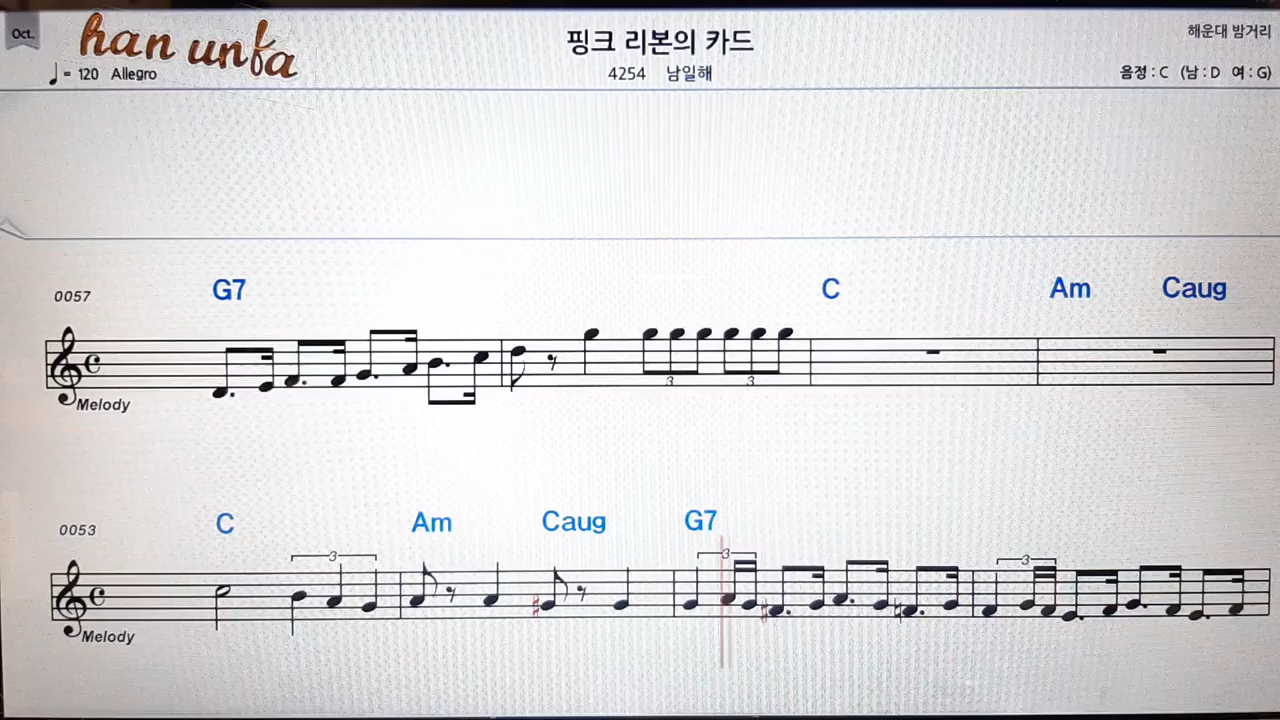 Oct.
han unfa
= 120 Allegro
핑크 리본의 카드
4254 남일해
해운대 밤거리
음정 : C (남 : D 여 : G)
0057
G7 C Am Caug
Melody
3 3
0053
C Am Caug G7
3 3 3
Melody